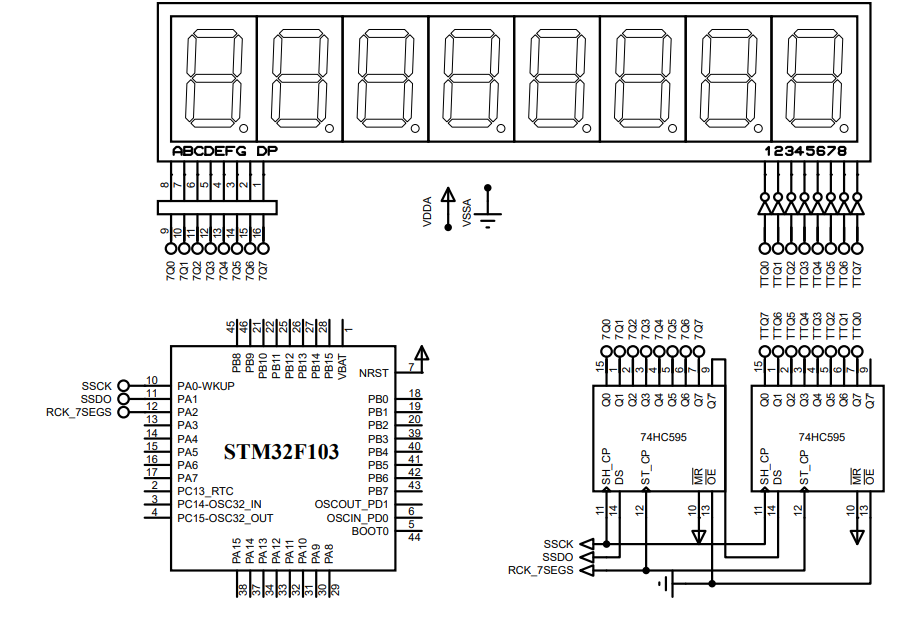 ABCDEFG DP
12345678
8 7 6 5 4 3 2 1
9 10 11 12 13 14 15 16
7Q0 7Q1 7Q2 7Q3 7Q4 7Q5 7Q6 7Q7
VDDA
VSSA
TTQ0 TTQ1 TTQ2 TTQ3 TTQ4 TTQ5 TTQ6 TTQ7
45 46 21 22 25 26 27 28 1
PB8 PB9 PB10 PB11 PB12 PB13 PB14 PB15 VBAT
NRST 7
SSCK 10 PA0-WKUP
SSDO 11 PA1
RCK_7SEGS 12 PA2
13 PA3
14 PA4
15 PA5
16 PA6
17 PA7
2 PC13_RTC
3 PC14-OSC32_IN
4 PC15-OSC32_OUT
STM32F103
PB0 18
PB1 19
PB2 20
PB3 39
PB4 40
PB5 41
PB6 42
PB7 43
OSCOUT_PD1
OSCIN_PD0 6
BOOT0 5
44
PA15 PA14 PA13 PA12 PA11 PA10 PA9 PA8
38 37 34 33 32 31 30 29
7Q0 7Q1 7Q2 7Q3 7Q4 7Q5 7Q6 7Q7
15 1 2 3 4 5 6 7 9
Q0 Q1 Q2 Q3 Q4 Q5 Q6 Q7 Q7'
74HC595
SH_CP DS ST_CP MR OE
11 14 12 10 13
TTQ7 TTQ6 TTQ5 TTQ4 TTQ3 TTQ2 TTQ1 TTQ0
15 1 2 3 4 5 6 7 9
Q0 Q1 Q2 Q3 Q4 Q5 Q6 Q7 Q7'
74HC595
SH_CP DS ST_CP MR OE
11 14 12 10 13
SSCK
SSDO
RCK_7SEGS